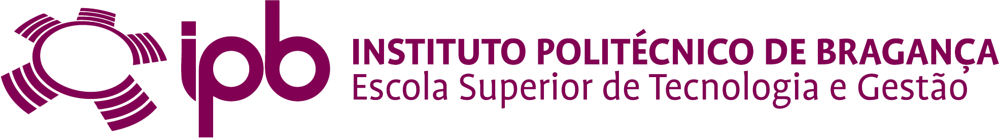 ipb
INSTITUTO POLITÉCNICO DE BRAGANÇA
Escola Superior de Tecnologia e Gestão